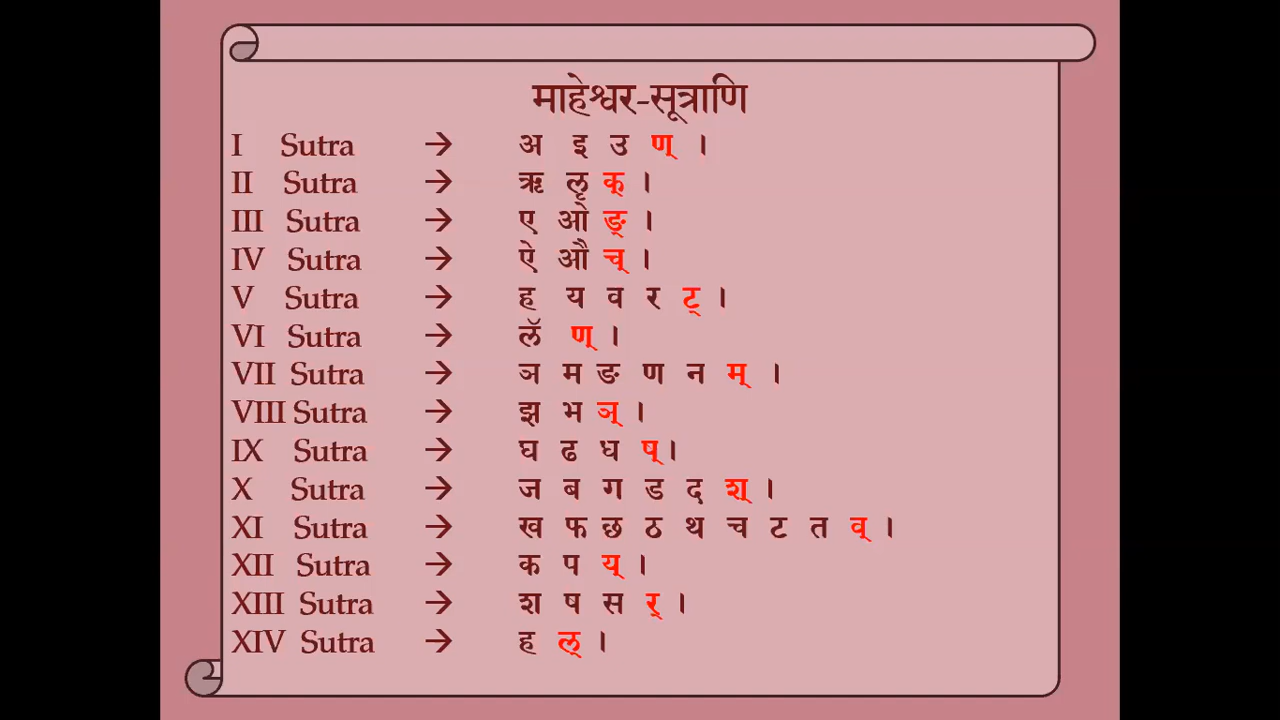 माहेश्वर-सूत्राणि
I Sutra → अ इ उ ण् ।
II Sutra → ऋ लृ क् ।
III Sutra → ए ओ ङ् ।
IV Sutra → ऐ औ च् ।
V Sutra → ह य व र ट् ।
VI Sutra → लँ ण् ।
VII Sutra → ञ म ङ ण न म् ।
VIII Sutra → झ भ ञ् ।
IX Sutra → घ ढ ध ष् ।
X Sutra → ज ब ग ड द श् ।
XI Sutra → ख फ छ ठ थ च ट त व् ।
XII Sutra → क प य् ।
XIII Sutra → श ष स र् ।
XIV Sutra → ह ल् ।